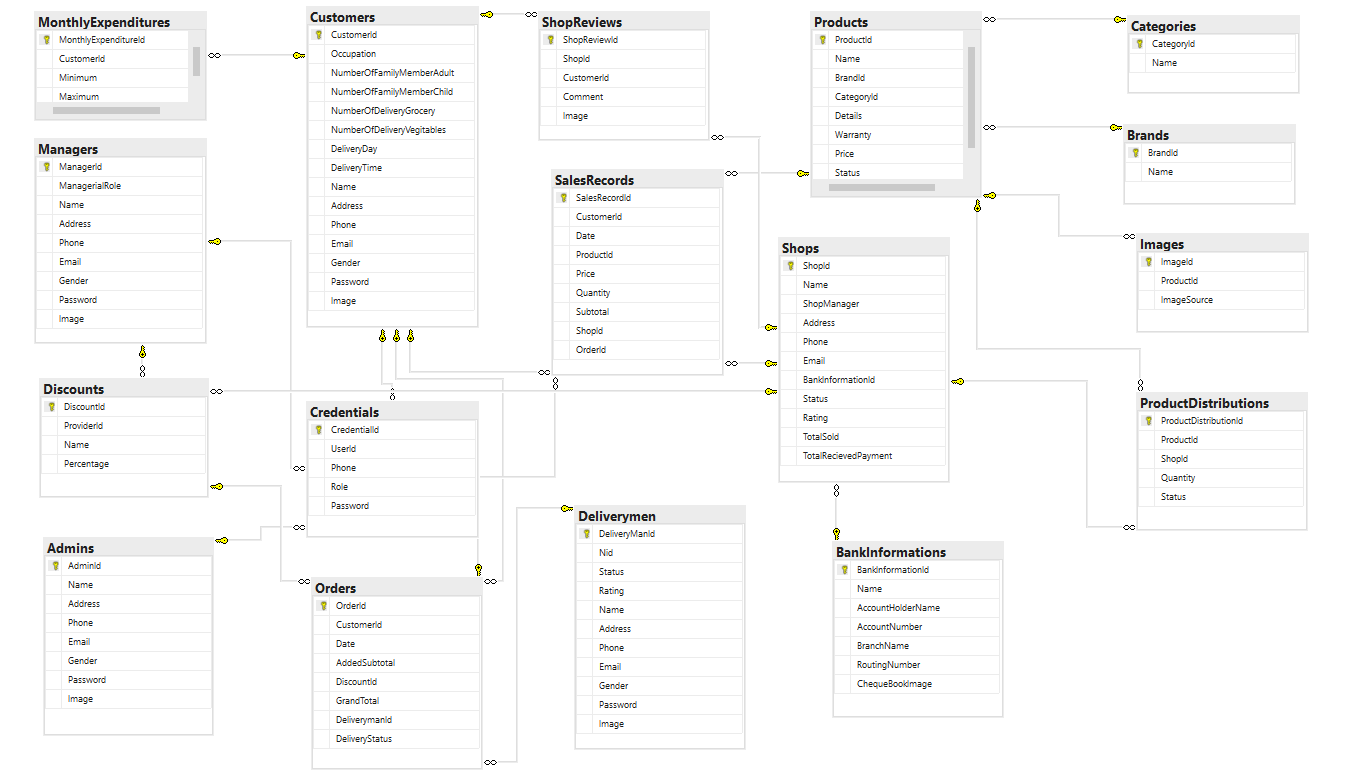 MonthlyExpenditures
MonthlyExpenditureId
CustomerId
Minimum
Maximum
Customers
CustomerId
Occupation
NumberOfFamilyMemberAdult
NumberOfFamilyMemberChild
NumberOfDeliveryGrocery
NumberOfDeliveryVegitables
DeliveryDay
DeliveryTime
Name
Address
Phone
Email
Gender
Password
Image
ShopReviews
ShopReviewId
ShopId
CustomerId
Comment
Image
Products
ProductId
Name
BrandId
CategoryId
Details
Warranty
Price
Status
Categories
CategoryId
Name
Brands
BrandId
Name
Managers
ManagerId
ManagerialRole
Name
Address
Phone
Email
Gender
Password
Image
SalesRecords
SalesRecordId
CustomerId
Date
ProductId
Price
Quantity
Subtotal
ShopId
OrderId
Shops
ShopId
Name
ShopManager
Address
Phone
Email
BankInformationId
Status
Rating
TotalSold
TotalRecievedPayment
Images
ImageId
ProductId
ImageSource
Discounts
DiscountId
ProviderId
Name
Percentage
Credentials
CredentialId
UserId
Phone
Role
Password
ProductDistributions
ProductDistributionId
ProductId
ShopId
Quantity
Status
Admins
AdminId
Name
Address
Phone
Email
Gender
Password
Image
Orders
OrderId
CustomerId
Date
AddedSubtotal
DiscountId
GrandTotal
DeliverymanId
DeliveryStatus
Deliverymen
DeliveryManId
Nid
Status
Rating
Name
Address
Phone
Email
Gender
Password
Image
BankInformations
BankInformationId
Name
AccountHolderName
AccountNumber
BranchName
RoutingNumber
ChequeBookImage